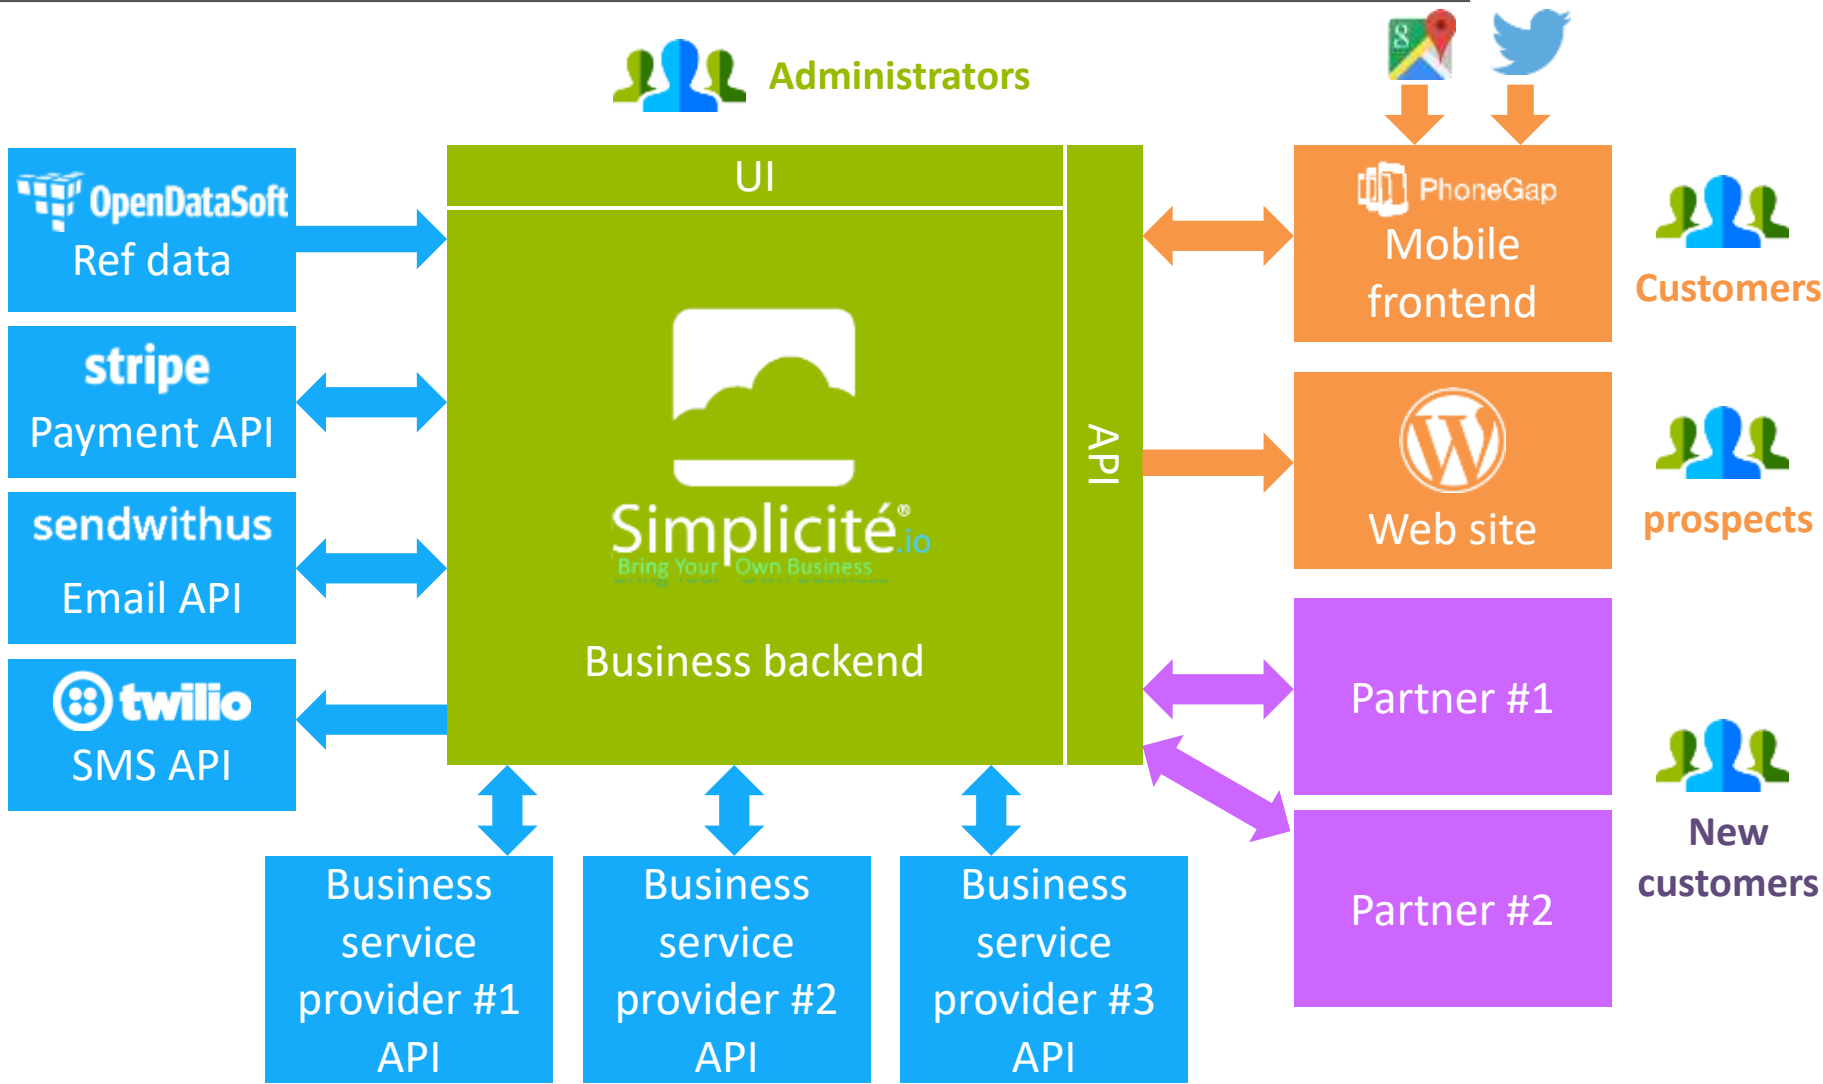 Administrators
OpenDataSoft
Ref data
stripe
Payment API
sendwithus
Email API
twilio
SMS API
UI
Simplicité®.io
Bring Your Own Business
Business backend
API
PhoneGap
Mobile
frontend
Customers
Web site
prospects
Partner #1
Partner #2
New
customers
Business
service
provider #1
API
Business
service
provider #2
API
Business
service
provider #3
API